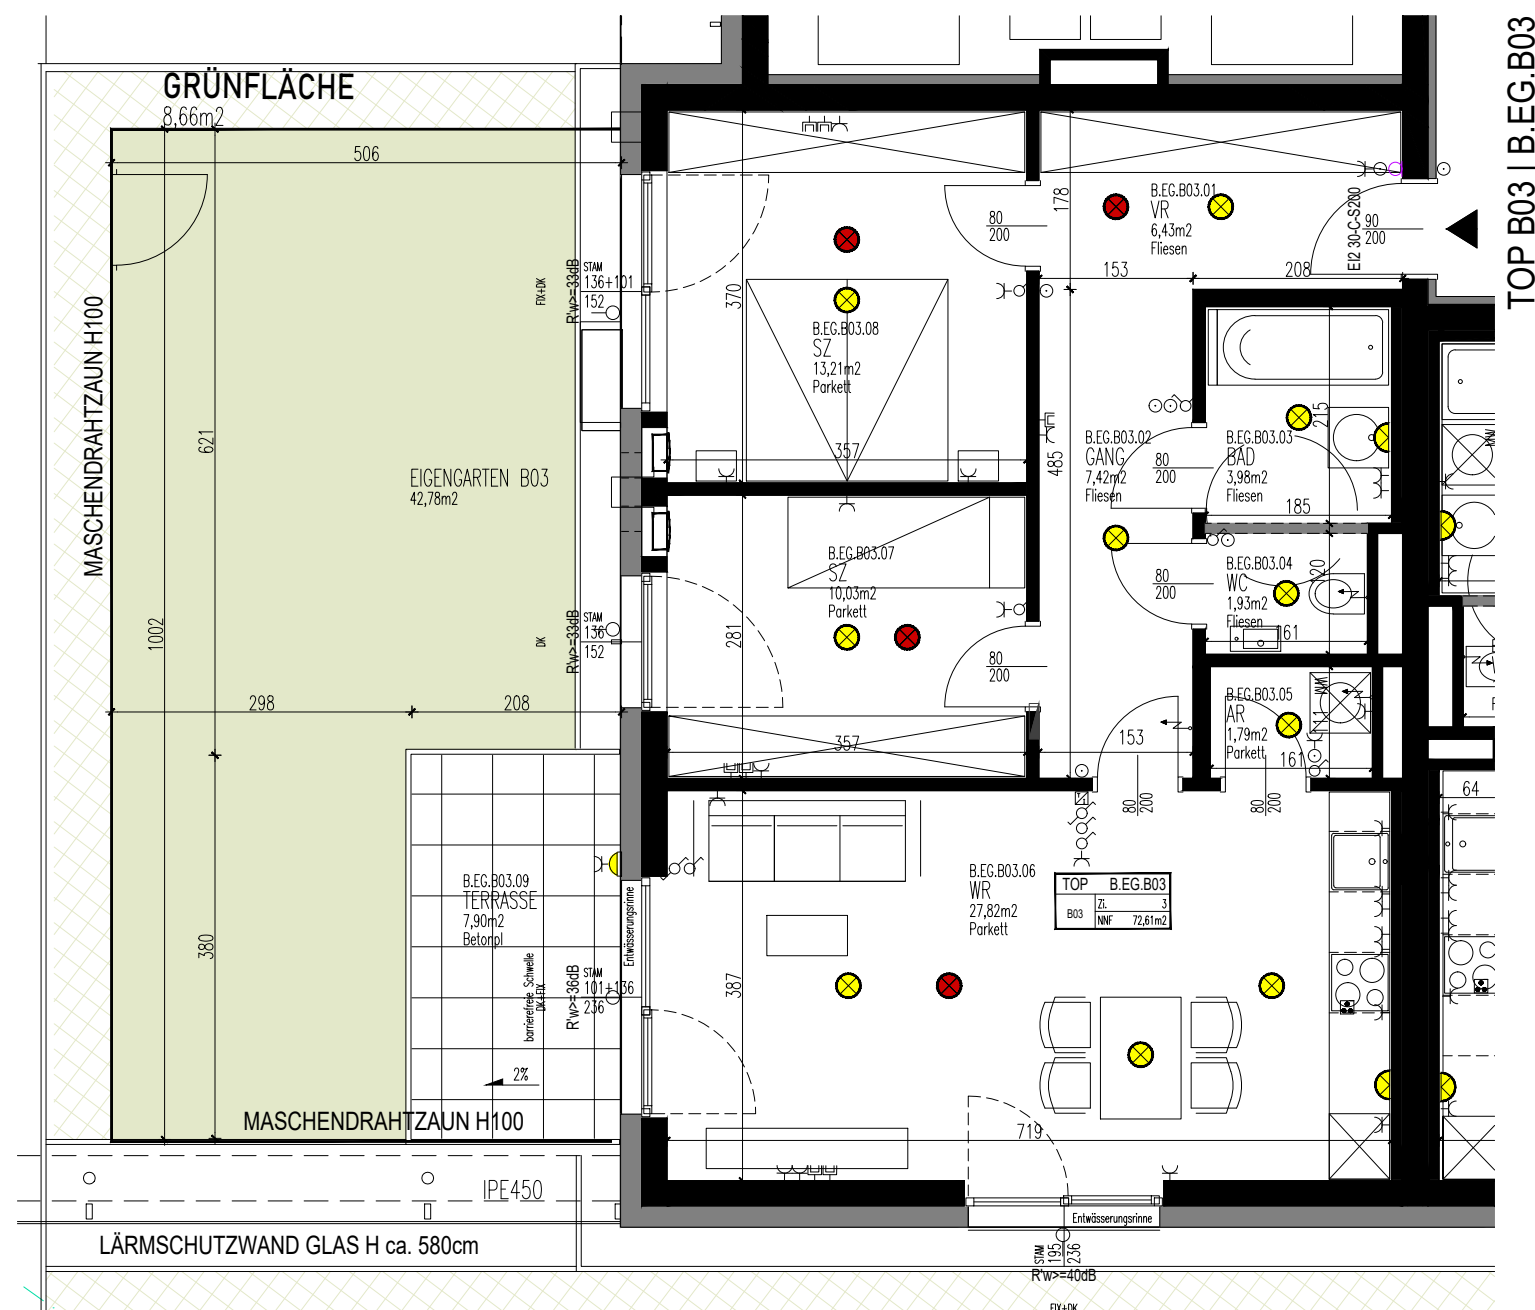 GRÜNFLÄCHE
8,66m2
506
MASCHENDRAHTZAUN H100
EIGENGARTEN B03
42,78m2
621
1002
298
208
380
FIX+DK
R'w>=33dB
STAM
136+101
152
DK
R'w>=33dB
STAM
136
152
B.EG.B03.09
TERRASSE
7,90m2
Betonpl
barrierefreie Schwelle
DK+FIX
R'w>=36dB
STAM
101+136
236
Entwässerungsrinne
2%
MASCHENDRAHTZAUN H100
IPE450
LÄRMSCHUTZWAND GLAS H ca. 580cm
370
B.EG.B03.08
SZ
13,21m2
Parkett
357
80
200
B.EG.B03.07
SZ
10,03m2
Parkett
281
357
80
200
178
B.EG.B03.01
VR
6,43m2
Fliesen
153
208
EI2 30-C-S200
90
200
TOP B03 I B.EG.B03
485
B.EG.B03.02
GANG
7,42m2
Fliesen
80
200
153
B.EG.B03.03
BAD
3,98m2
Fliesen
215
185
B.EG.B03.04
WC
1,93m2
Fliesen
161
80
200
B.EG.B03.05
AR
1,79m2
Parkett
WM
161
80
200
80
200
B.EG.B03.06
WR
27,82m2
Parkett
TOP B.EG.B03
B03
Zi. 3
NNF 72,61m2
387
719
Entwässerungsrinne
STAM
195
236
R'w>=40dB
FIX+DK
WM
64